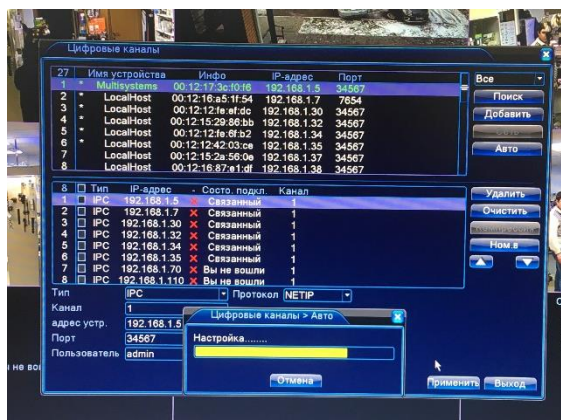 Цифровые каналы
27 Имя устройства Инфо IP-адрес Порт
1 * Multisystems 00:12:17:3c:f0:f6 192.168.1.5 34567
2 * LocalHost 00:12:16:a5:1f:54 192.168.1.7 7654
3 * LocalHost 00:12:12:fe:ef:dc 192.168.1.30 34567
4 * LocalHost 00:12:15:29:86:bb 192.168.1.32 34567
5 * LocalHost 00:12:12:fe:6f:b2 192.168.1.34 34567
6 * LocalHost 00:12:12:42:03:ce 192.168.1.35 34567
7 LocalHost 00:12:15:2a:56:0e 192.168.1.37 34567
8 LocalHost 00:12:16:87:e1:df 192.168.1.38 34567
Все
Поиск
Добавить
Авто
8 Тип IP-адрес - Состо. подкл. Канал
1 IPC 192.168.1.5 Связанный 1
2 IPC 192.168.1.7 Связанный 1
3 IPC 192.168.1.30 Связанный 1
4 IPC 192.168.1.32 Связанный 1
5 IPC 192.168.1.34 Связанный 1
6 IPC 192.168.1.35 Связанный 1
7 IPC 192.168.1.70 Вы не вошли 1
8 IPC 192.168.1.110 Вы не вошли 1
Удалить
Очистить
Ном.в
Тип IPC Протокол NETIP
Канал 1
адрес устр. 192.168.1.5
Порт 34567
Пользователь admin
Цифровые каналы > Авто
Настройка........
Отмена
Применить Выход